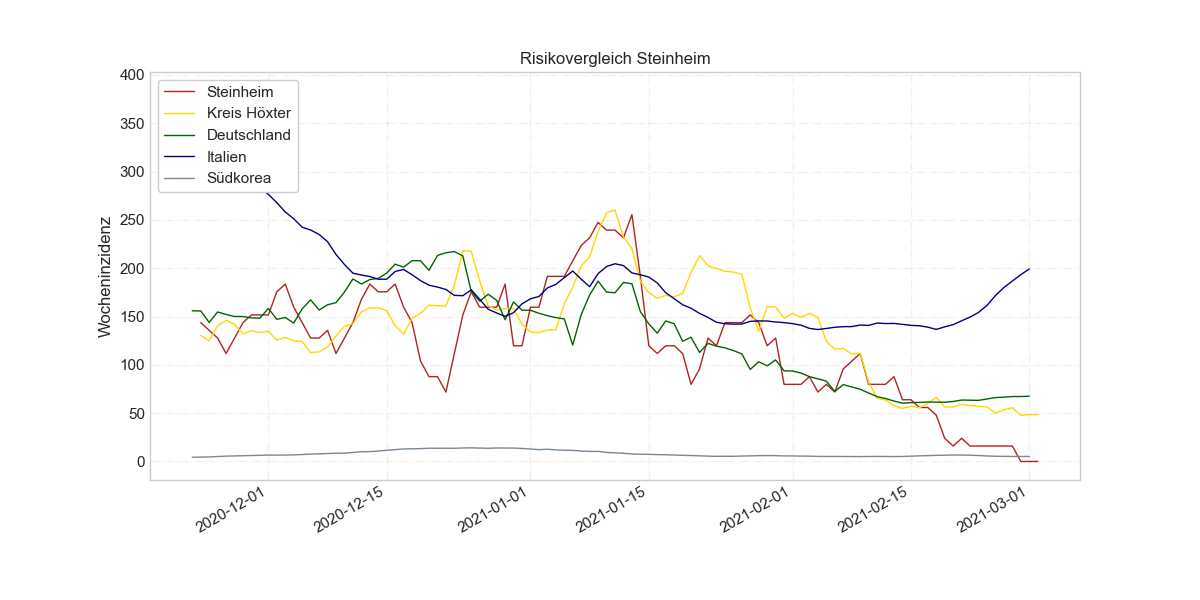 Risikovergleich Steinheim
Wocheninzidenz
400
350
300
250
200
150
100
50
0
Steinheim
Kreis Höxter
Deutschland
Italien
Südkorea
2020-12-01
2020-12-15
2021-01-01
2021-01-15
2021-02-01
2021-02-15
2021-03-01